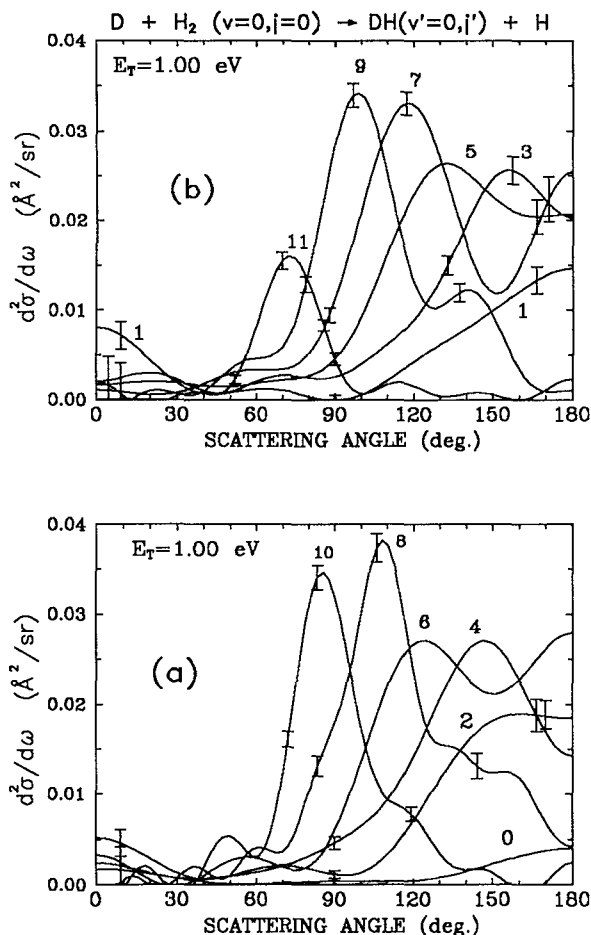 D + H₂ (v=0,j=0) → DH(v'=0,j') + H
E_T=1.00 eV
9
7
5
3
(b)
11
1
1
d²σ/dω (Å²/sr)
0.04
0.03
0.02
0.01
0.00
0 30 60 90 120 150 180
SCATTERING ANGLE (deg.)
E_T=1.00 eV
10
8
6
4
(a)
2
0
d²σ/dω (Å²/sr)
0.04
0.03
0.02
0.01
0.00
0 30 60 90 120 150 180
SCATTERING ANGLE (deg.)